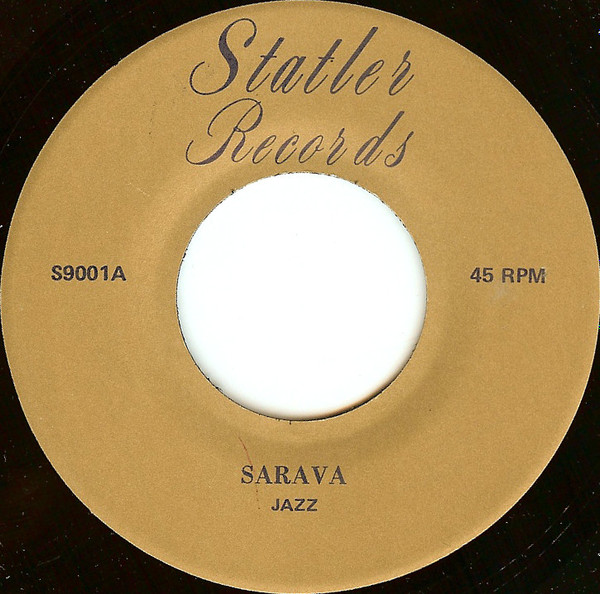 Statler
Records
S9001A
45 RPM
SARAVA
JAZZ